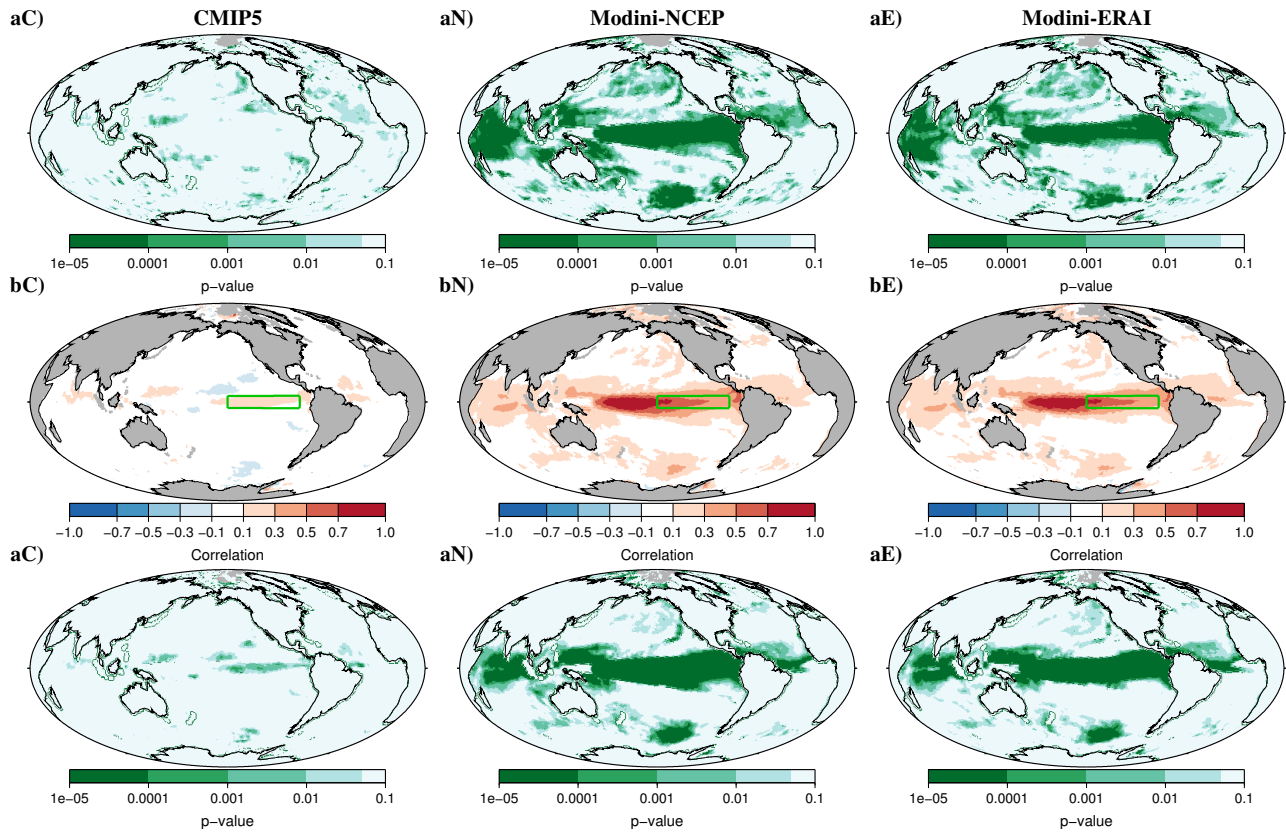 aC) CMIP5 aN) Modini-NCEP aE) Modini-ERAI
1e-05 0.0001 0.001 0.01 0.1 1e-05 0.0001 0.001 0.01 0.1 1e-05 0.0001 0.001 0.01 0.1
p-value p-value p-value
bC) bN) bE)
-1.0 -0.7 -0.5 -0.3 -0.1 0.1 0.3 0.5 0.7 1.0 -1.0 -0.7 -0.5 -0.3 -0.1 0.1 0.3 0.5 0.7 1.0 -1.0 -0.7 -0.5 -0.3 -0.1 0.1 0.3 0.5 0.7 1.0
aC) Correlation aN) Correlation aE) Correlation
1e-05 0.0001 0.001 0.01 0.1 1e-05 0.0001 0.001 0.01 0.1 1e-05 0.0001 0.001 0.01 0.1
p-value p-value p-value